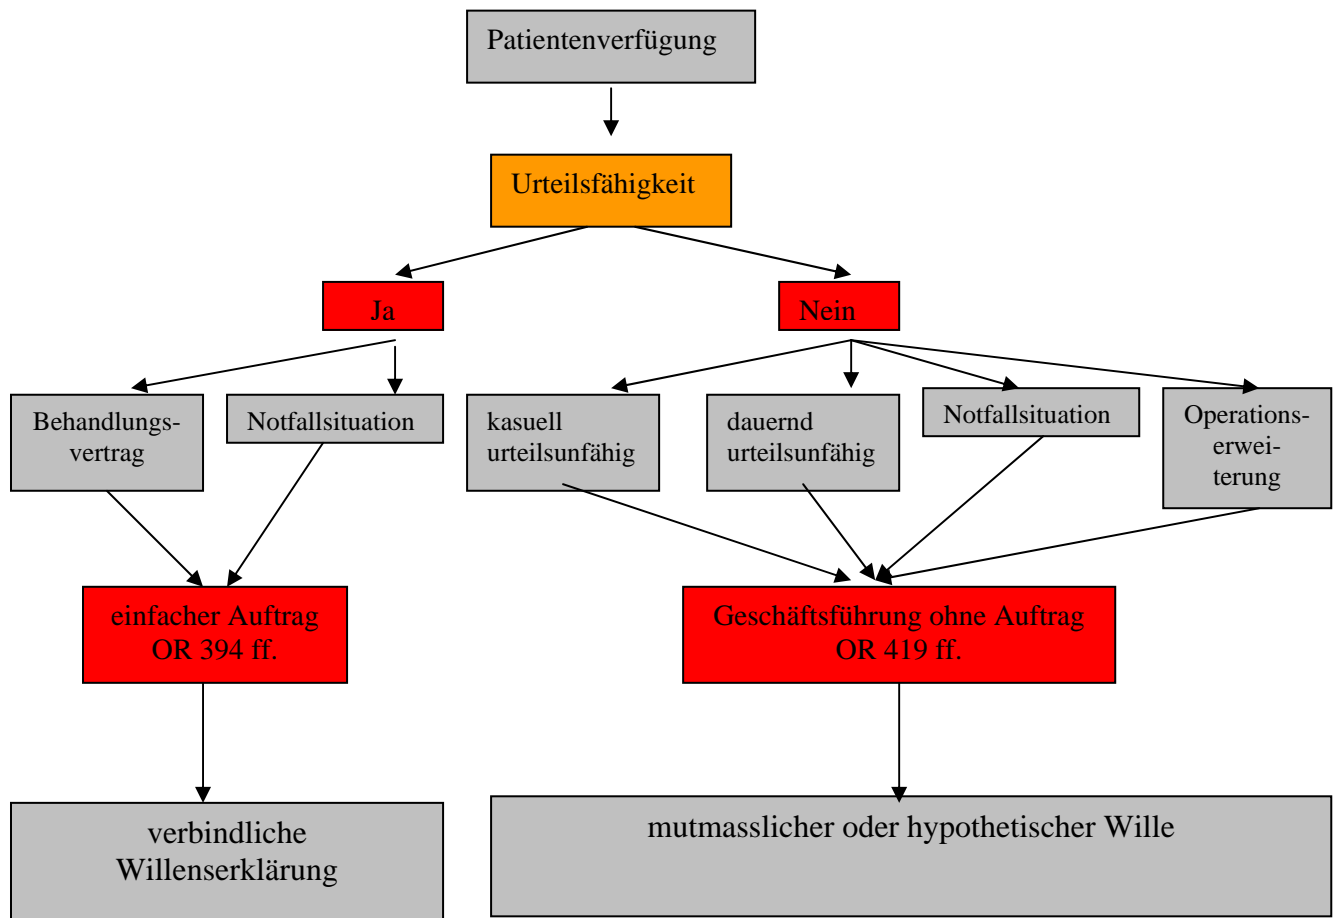 Patientenverfügung
Urteilsfähigkeit
Ja
Nein
Behandlungs-
vertrag
Notfallsituation
kasuell
urteilsunfähig
dauernd
urteilsunfähig
Notfallsituation
Operations-
erwei-
terung
einfacher Auftrag
OR 394 ff.
Geschäftsführung ohne Auftrag
OR 419 ff.
verbindliche
Willenserklärung
mutmasslicher oder hypothetischer Wille